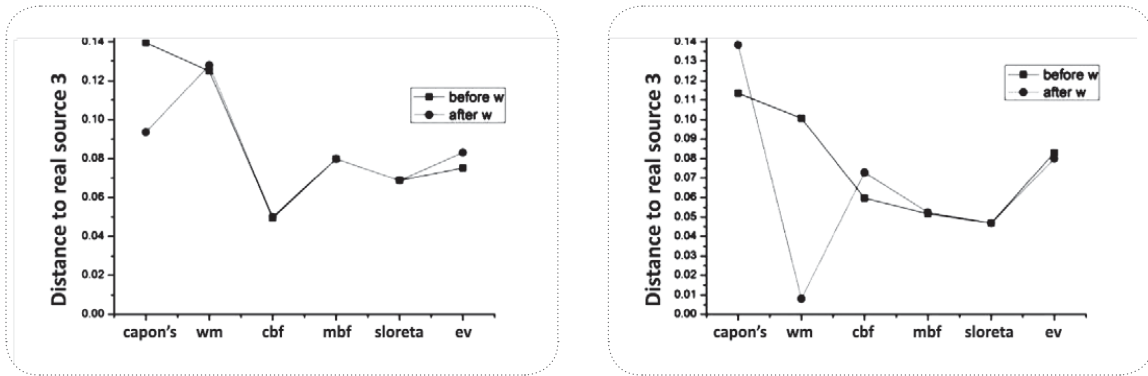 Distance to real source 3
0.14
0.12
0.10
0.08
0.06
0.04
0.02
0.00
before w
after w
capon's wm cbf mbf sloreta ev
Distance to real source 3
0.14
0.13
0.12
0.11
0.10
0.09
0.08
0.07
0.06
0.05
0.04
0.03
0.02
0.01
0.00
before w
after w
capon's wm cbf mbf sloreta ev